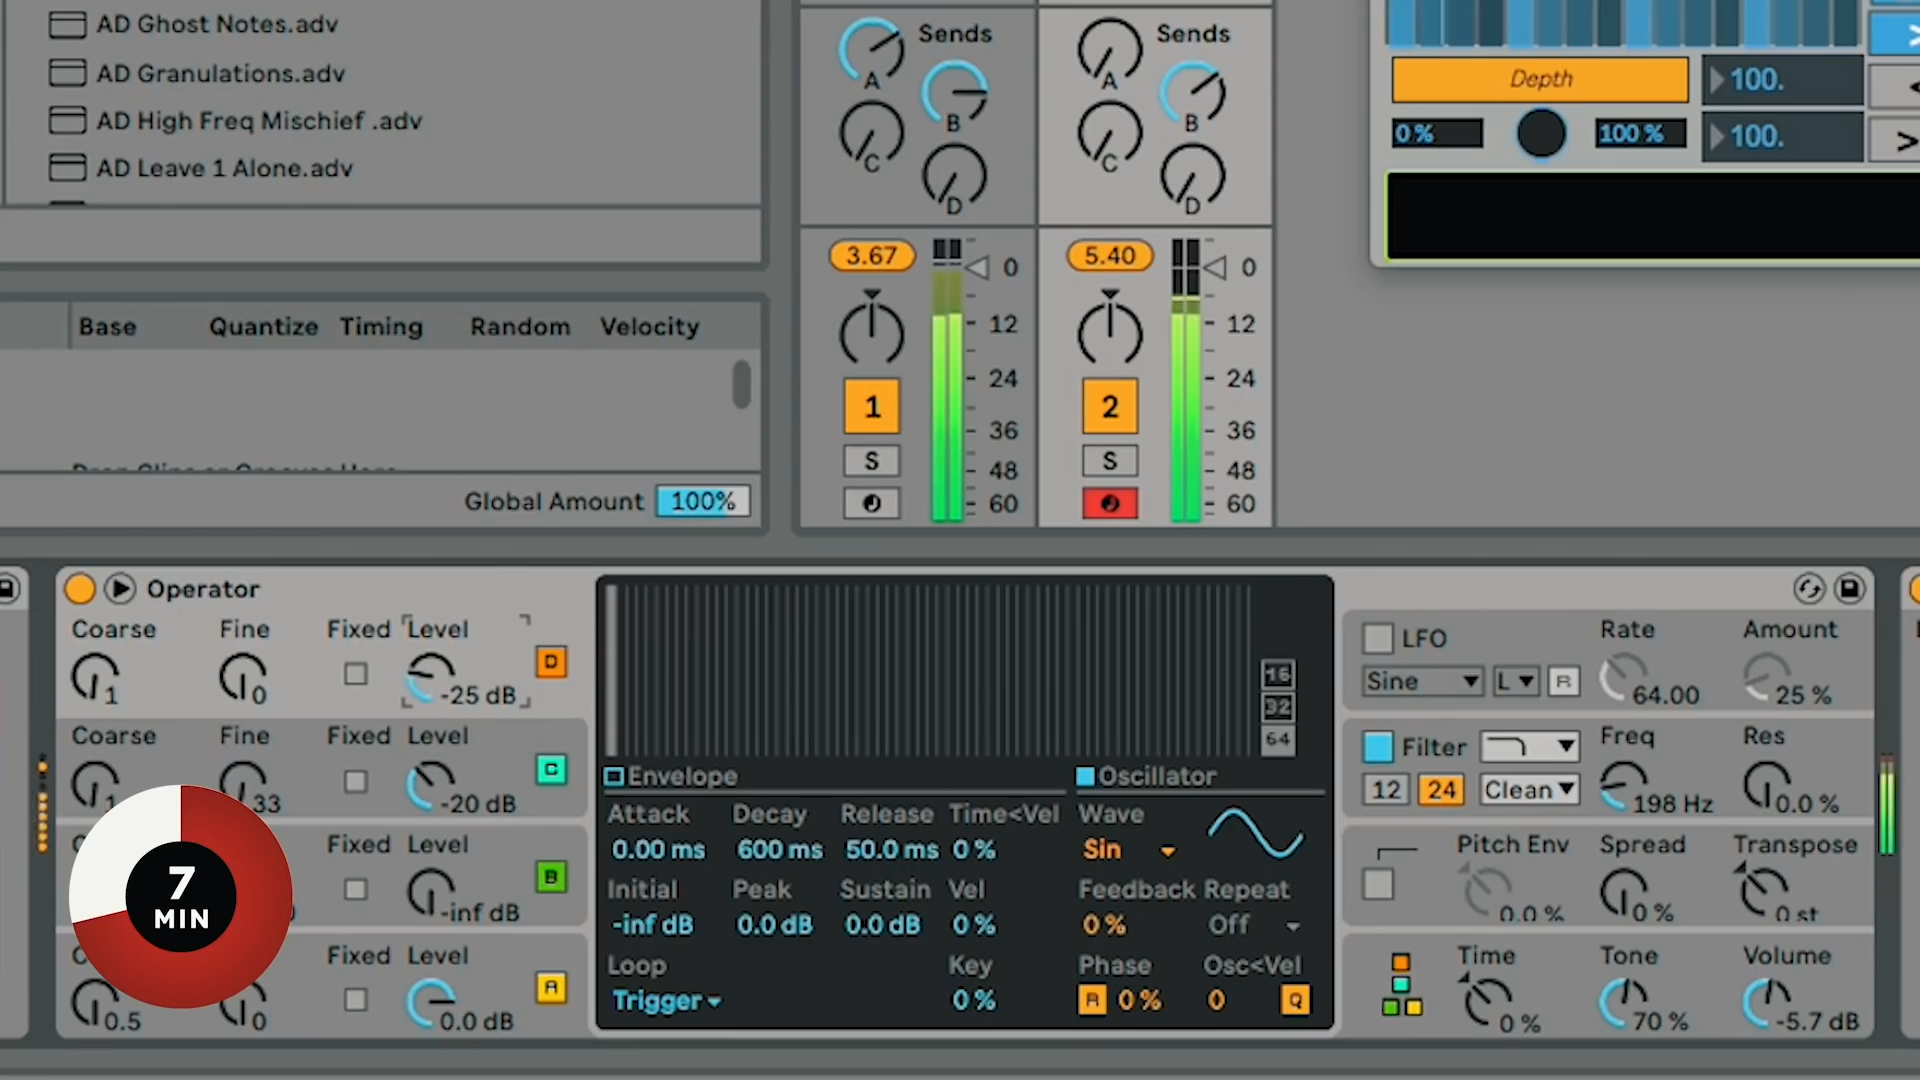 AD Ghost Notes.adv
AD Granulations.adv
AD High Freq Mischief .adv
AD Leave 1 Alone.adv
Base Quantize Timing Random Velocity
Global Amount 100%
Sends
A
B
C
D
3.67
0
12
24
36
48
60
1
S
Sends
A
B
C
D
5.40
0
12
24
36
48
60
2
S
Depth
100.
0 % 100 %
100.
Operator
Coarse Fine Fixed Level
1 0 -25 dB D
Coarse Fine Fixed Level
1 33 -20 dB C
Fixed Level
-inf dB B
Fixed Level
0.5 0 0.0 dB A
7
MIN
16
32
64
Envelope Oscillator
Attack Decay Release Time<Vel Wave
0.00 ms 600 ms 50.0 ms 0 % Sin
Initial Peak Sustain Vel Feedback Repeat
-inf dB 0.0 dB 0.0 dB 0 % 0 % Off
Loop Key Phase Osc<Vel
Trigger 0 % R 0 % 0 Q
LFO Rate Amount
Sine L R 64.00 25 %
Filter Freq Res
12 24 Clean 198 Hz 0.0 %
Pitch Env Spread Transpose
0.0 % 0 % 0 st
Time Tone Volume
0 % 70 % -5.7 dB